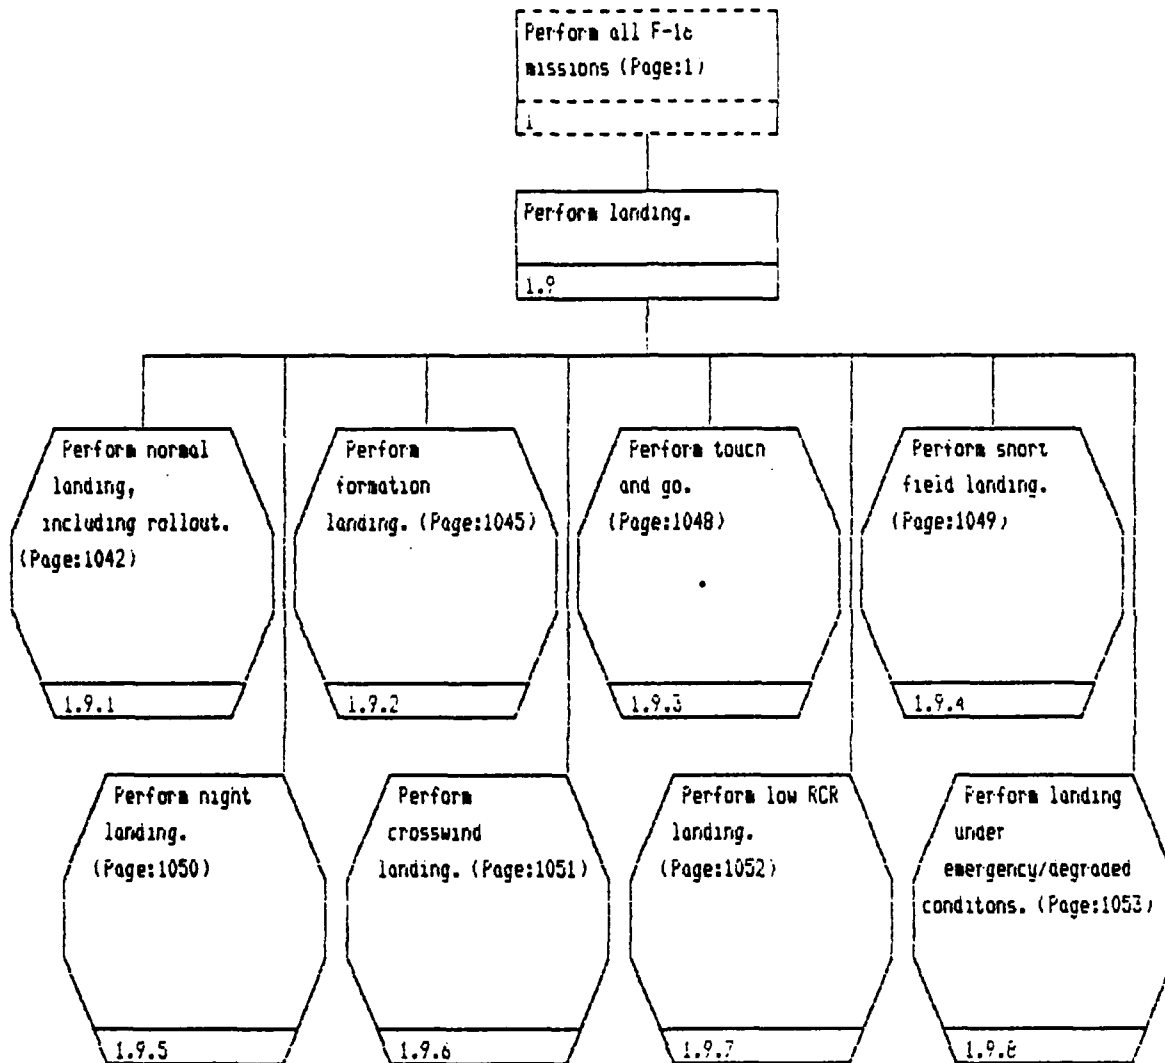 Perform all F-16
missions (Page:1)
1
Perform landing.
1.9
Perform normal
landing,
including rollout.
(Page:1042)
1.9.1
Perform
formation
landing. (Page:1045)
1.9.2
Perform touch
and go.
(Page:1048)
1.9.3
Perform short
field landing.
(Page:1049)
1.9.4
Perform night
landing.
(Page:1050)
1.9.5
Perform
crosswind
landing. (Page:1051)
1.9.6
Perform low RCR
landing.
(Page:1052)
1.9.7
Perform landing
under
emergency/degraded
conditons. (Page:1053)
1.9.8